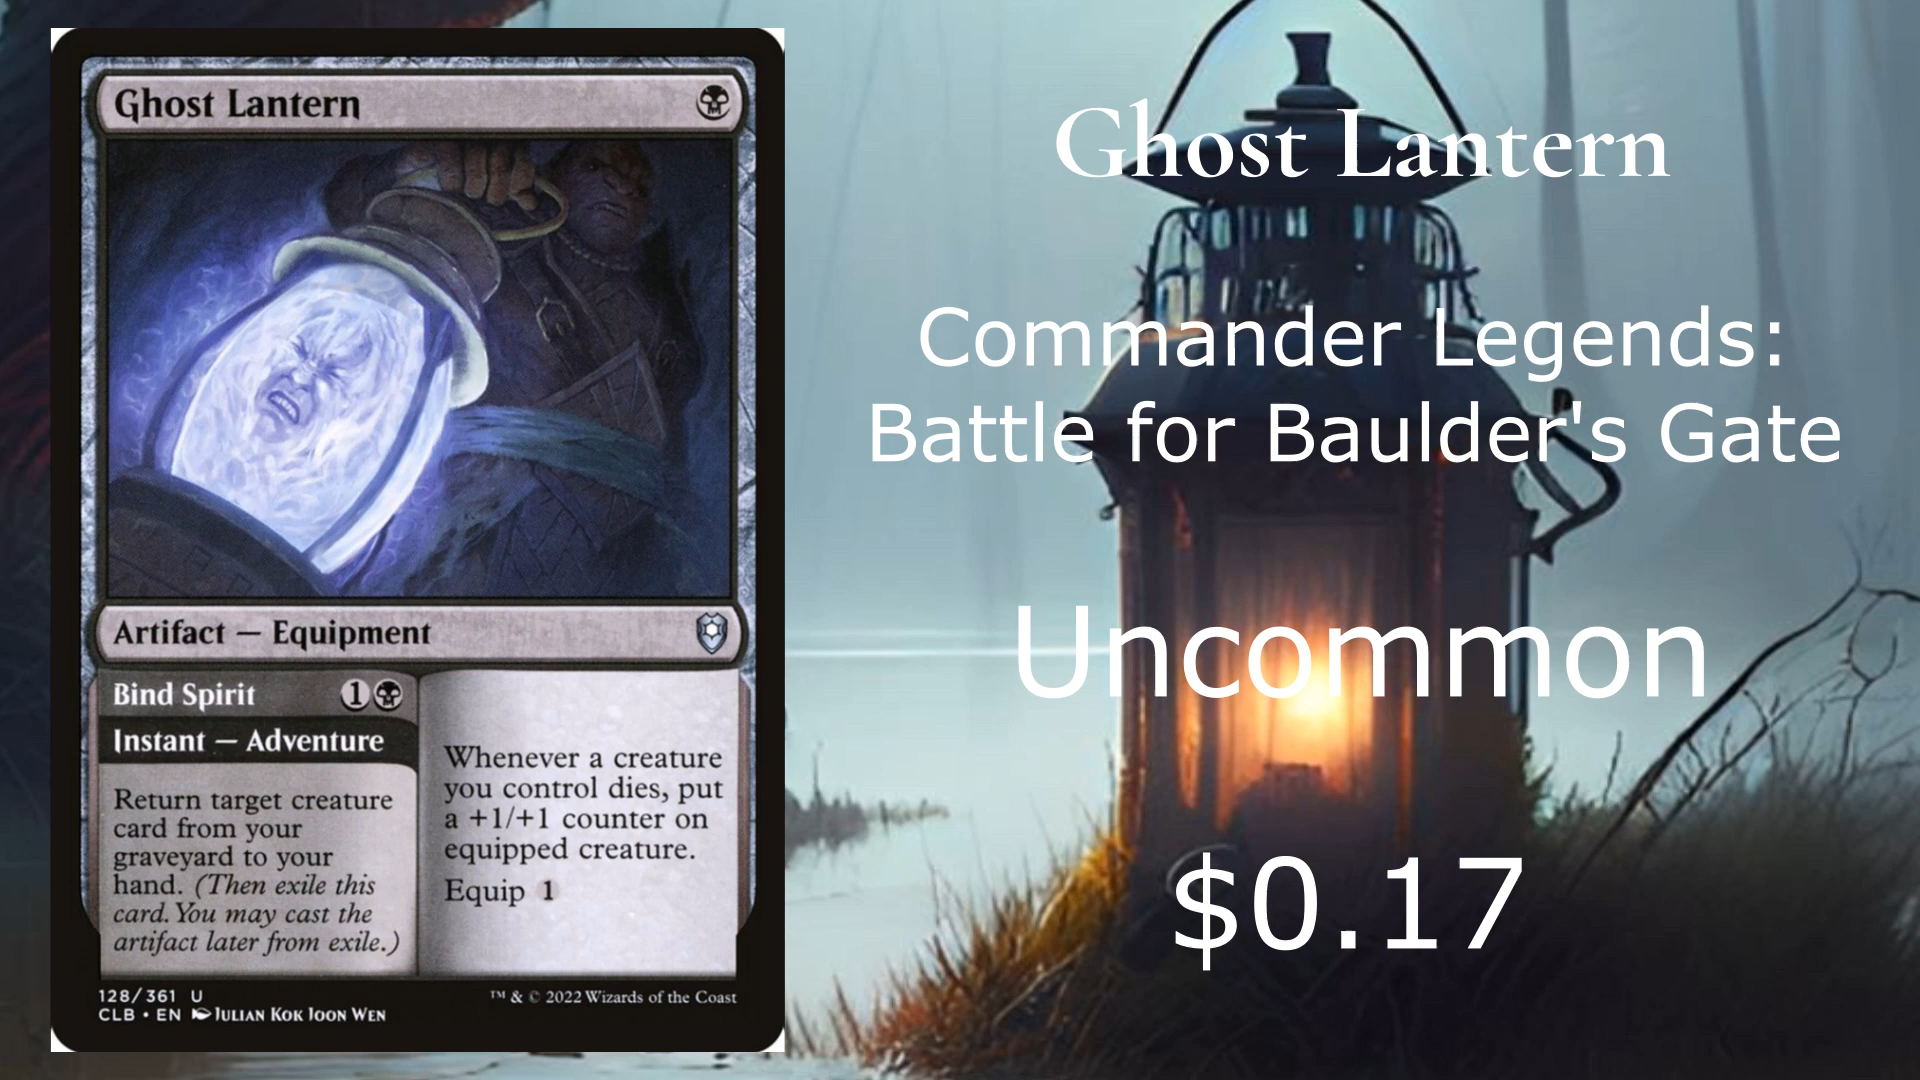 Ghost Lantern
Artifact — Equipment
Bind Spirit 1
Instant — Adventure
Return target creature
card from your
graveyard to your
hand. (Then exile this
card. You may cast the
artifact later from exile.)
Whenever a creature
you control dies, put
a +1/+1 counter on
equipped creature.
Equip 1
128/361 U
CLB • EN Julian Kok Joon Wen
™ & © 2022 Wizards of the Coast
Ghost Lantern
Commander Legends:
Battle for Baulder's Gate
Uncommon
$0.17